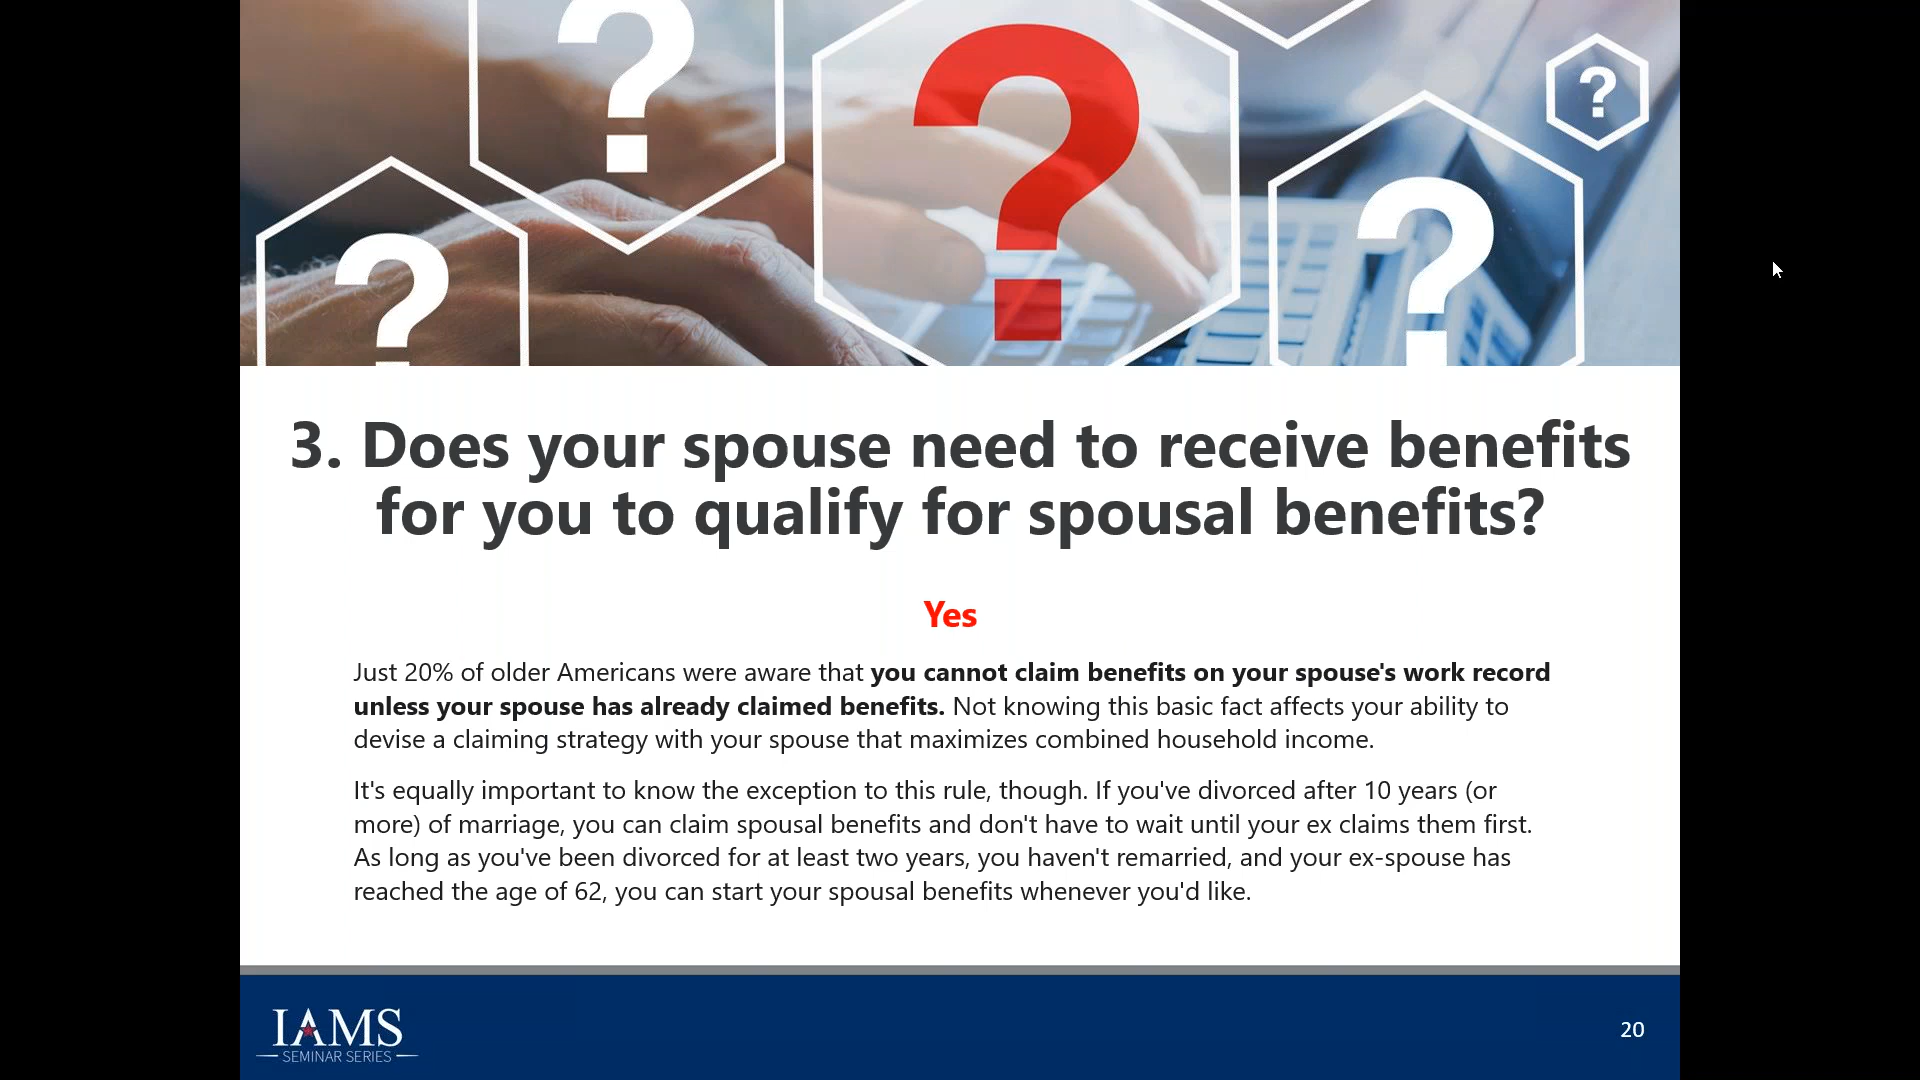 ?
?
?
?
?
3. Does your spouse need to receive benefits
for you to qualify for spousal benefits?
Yes
Just 20% of older Americans were aware that you cannot claim benefits on your spouse's work record
unless your spouse has already claimed benefits. Not knowing this basic fact affects your ability to
devise a claiming strategy with your spouse that maximizes combined household income.
It's equally important to know the exception to this rule, though. If you've divorced after 10 years (or
more) of marriage, you can claim spousal benefits and don't have to wait until your ex claims them first.
As long as you've been divorced for at least two years, you haven't remarried, and your ex-spouse has
reached the age of 62, you can start your spousal benefits whenever you'd like.
IAMS
SEMINAR SERIES
20